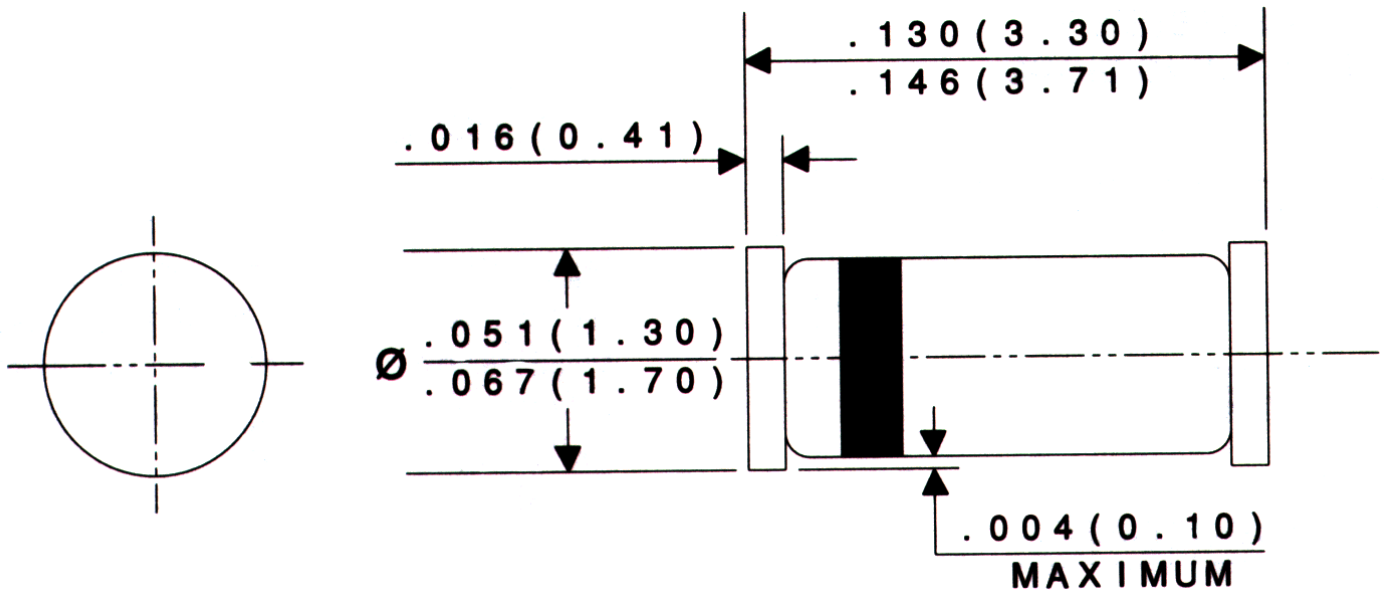 .130(3.30)
.146(3.71)
.016(0.41)
Ø .051(1.30)
.067(1.70)
.004(0.10)
MAXIMUM